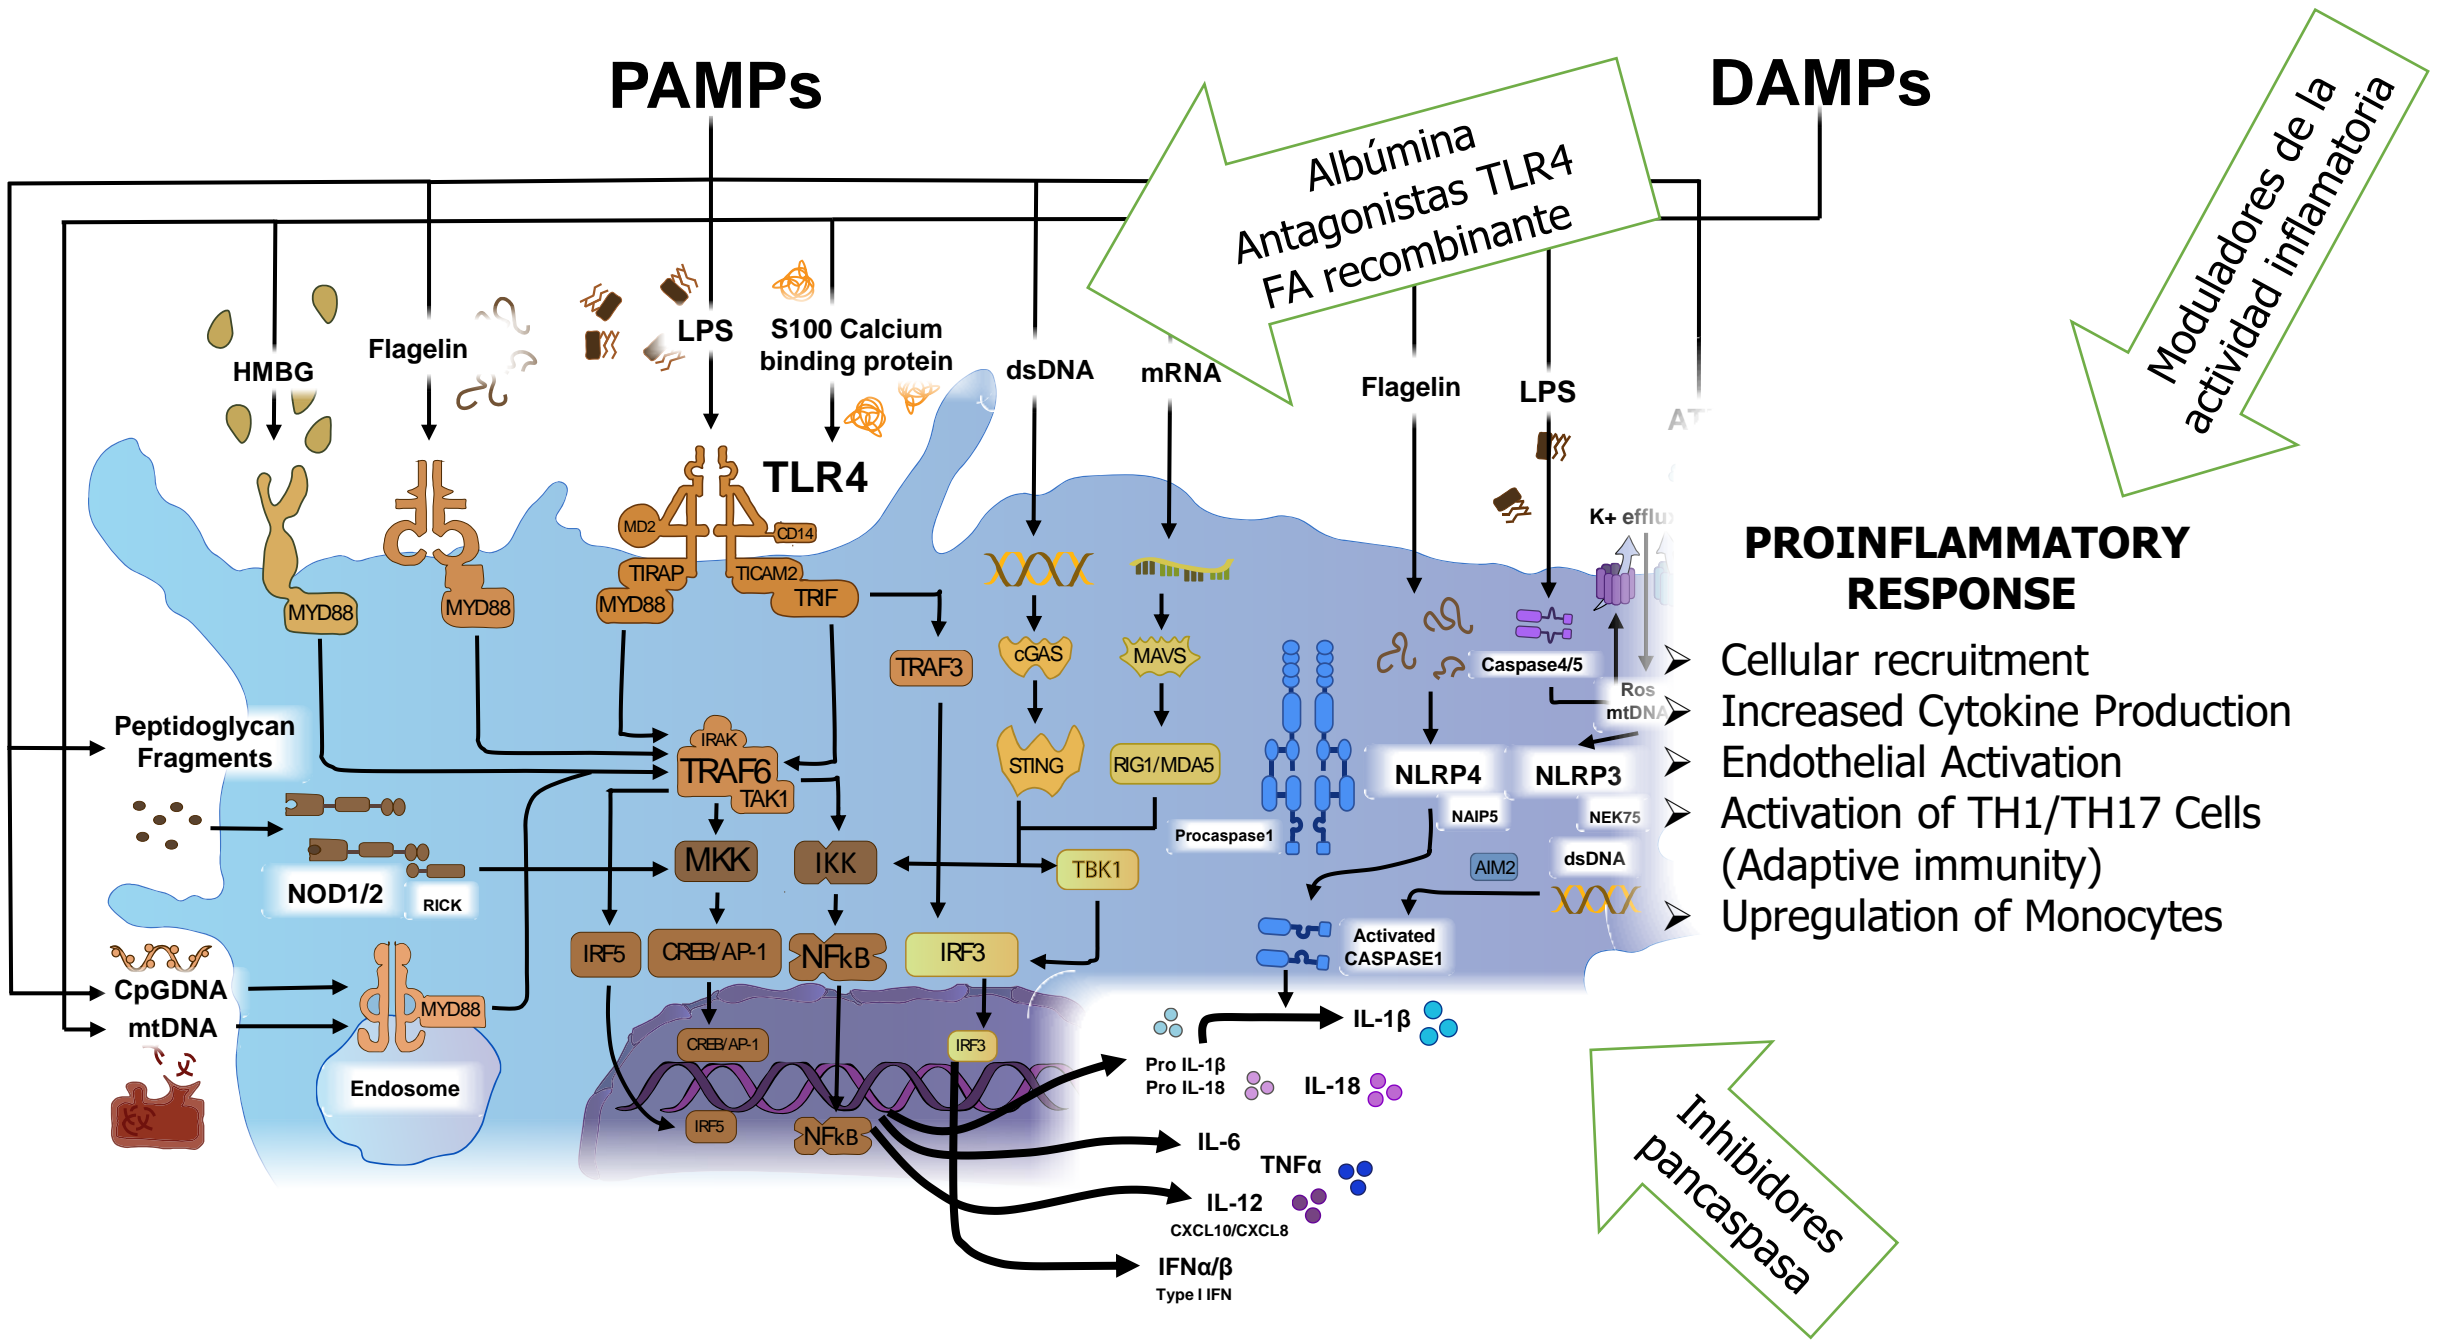 PAMPs
DAMPs
Albúmina
Antagonistas TLR4
FA recombinante
Moduladores de la
actividad inflamatoria
HMBG
Flagelin
LPS
S100 Calcium
binding protein
dsDNA
mRNA
Flagelin
LPS
TLR4
MD2
CD14
TIRAP
TICAM2
MYD88
MYD88
MYD88
TRIF
TRAF3
cGAS
MAVS
STING
RIG1/MDA5
K+ efflux
Caspase4/5
Ros
mtDNA
NLRP4
NLRP3
NAIP5
NEK75
Procaspase1
AIM2
dsDNA
Activated
CASPASE1
Peptidoglycan
Fragments
IRAK
TRAF6
TAK1
MKK
IKK
TBK1
NOD1/2
RICK
IRF5
CREB/AP-1
NFkB
IRF3
CpGDNA
mtDNA
MYD88
Endosome
CREB/AP-1
IRF3
IRF5
NFkB
IL-1β
Pro IL-1β
Pro IL-18
IL-18
IL-6
TNFα
IL-12
CXCL10/CXCL8
IFNα/β
Type I IFN
PROINFLAMMATORY
RESPONSE
Cellular recruitment
Increased Cytokine Production
Endothelial Activation
Activation of TH1/TH17 Cells
(Adaptive immunity)
Upregulation of Monocytes
Inhibidores
pancaspasa